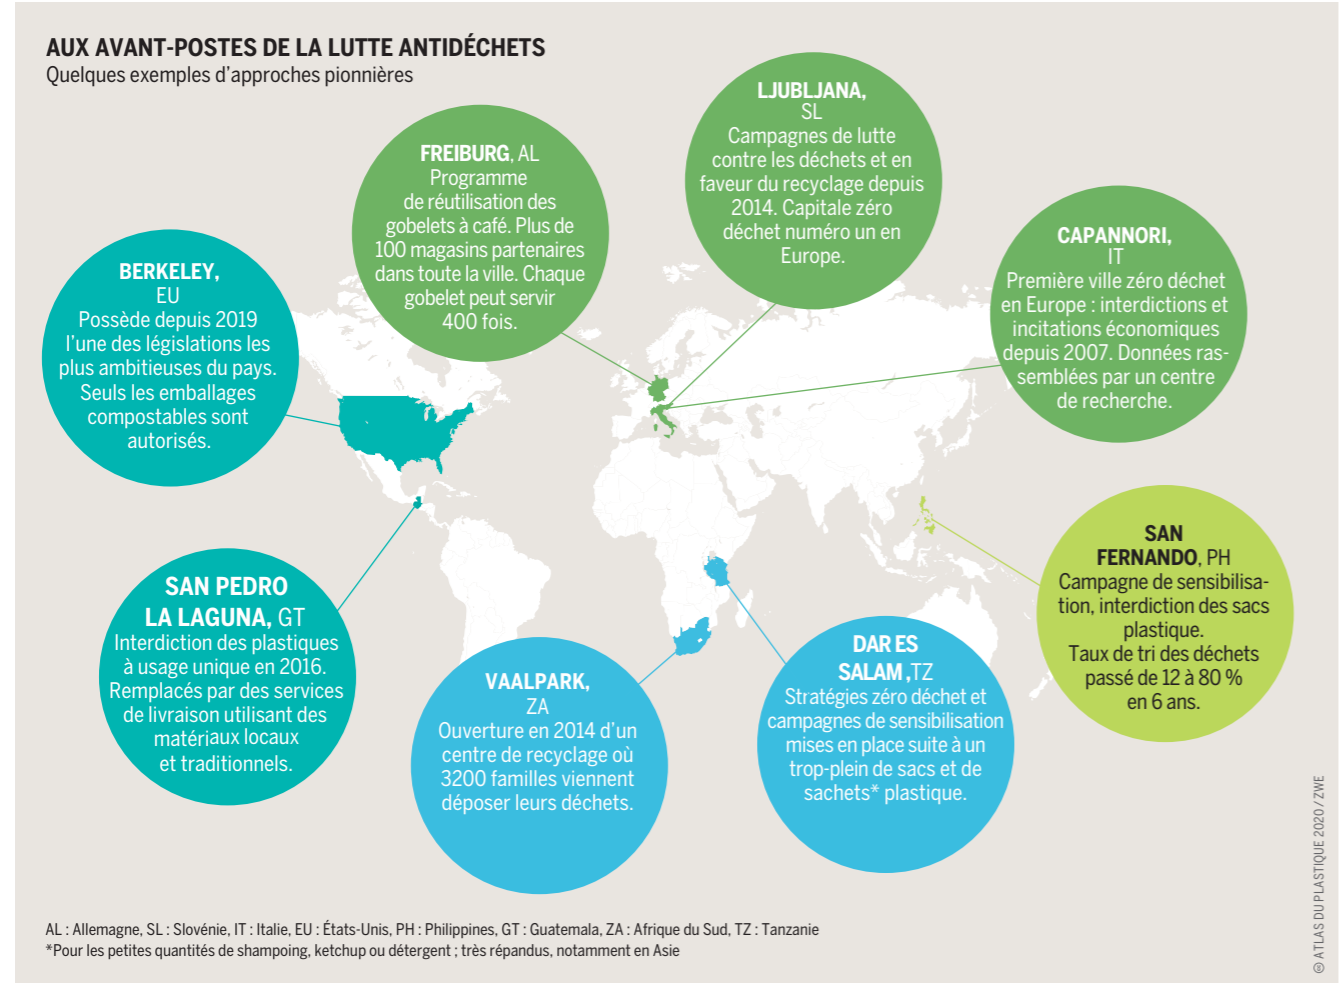 AUX AVANT-POSTES DE LA LUTTE ANTIDÉCHETS
Quelques exemples d'approches pionnières
LJUBLJANA,
SL
Campagnes de lutte
contre les déchets et en
faveur du recyclage depuis
2014. Capitale zéro
déchet numéro un en
Europe.
FREIBURG, AL
Programme
de réutilisation des
gobelets à café. Plus de
100 magasins partenaires
dans toute la ville. Chaque
gobelet peut servir
400 fois.
CAPANNORI,
IT
Première ville zéro déchet
en Europe : interdictions et
incitations économiques
depuis 2007. Données ras-
semblées par un centre
de recherche.
BERKELEY,
EU
Possède depuis 2019
l'une des législations les
plus ambitieuses du pays.
Seuls les emballages
compostables sont
autorisés.
SAN
FERNANDO, PH
Campagne de sensibilisa-
tion, interdiction des sacs
plastique.
Taux de tri des déchets
passé de 12 à 80 %
en 6 ans.
SAN PEDRO
LA LAGUNA, GT
Interdiction des plastiques
à usage unique en 2016.
Remplacés par des services
de livraison utilisant des
matériaux locaux
et traditionnels.
VAALPARK,
ZA
Ouverture en 2014 d'un
centre de recyclage où
3200 familles viennent
déposer leurs déchets.
DAR ES
SALAM ,TZ
Stratégies zéro déchet et
campagnes de sensibilisation
mises en place suite à un
trop-plein de sacs et de
sachets* plastique.
AL : Allemagne, SL : Slovénie, IT : Italie, EU : États-Unis, PH : Philippines, GT : Guatemala, ZA : Afrique du Sud, TZ : Tanzanie
*Pour les petites quantités de shampoing, ketchup ou détergent ; très répandus, notamment en Asie
ATLAS DU PLASTIQUE 2020 / ZWE